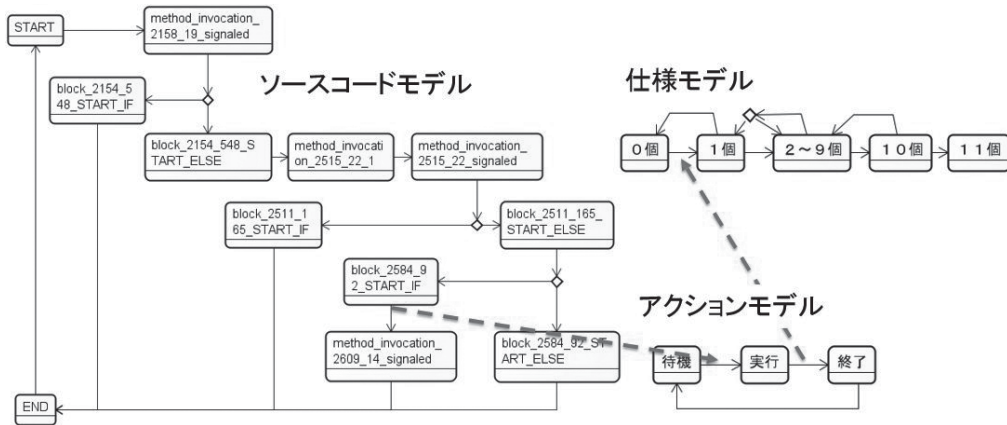 START
method_invocation_
2158_19_signaled
block_2154_5
48_START_IF
ソースコードモデル
block_2154_548_S
TART_ELSE
method_invocati
on_2515_22_1
method_invocation_
2515_22_signaled
block_2511_1
65_START_IF
block_2511_165_
START_ELSE
block_2584_9
2_START_IF
method_invocation_
2609_14_signaled
block_2584_92_ST
ART_ELSE
END
仕様モデル
0個
1個
2～9個
10個
11個
アクションモデル
待機
実行
終了